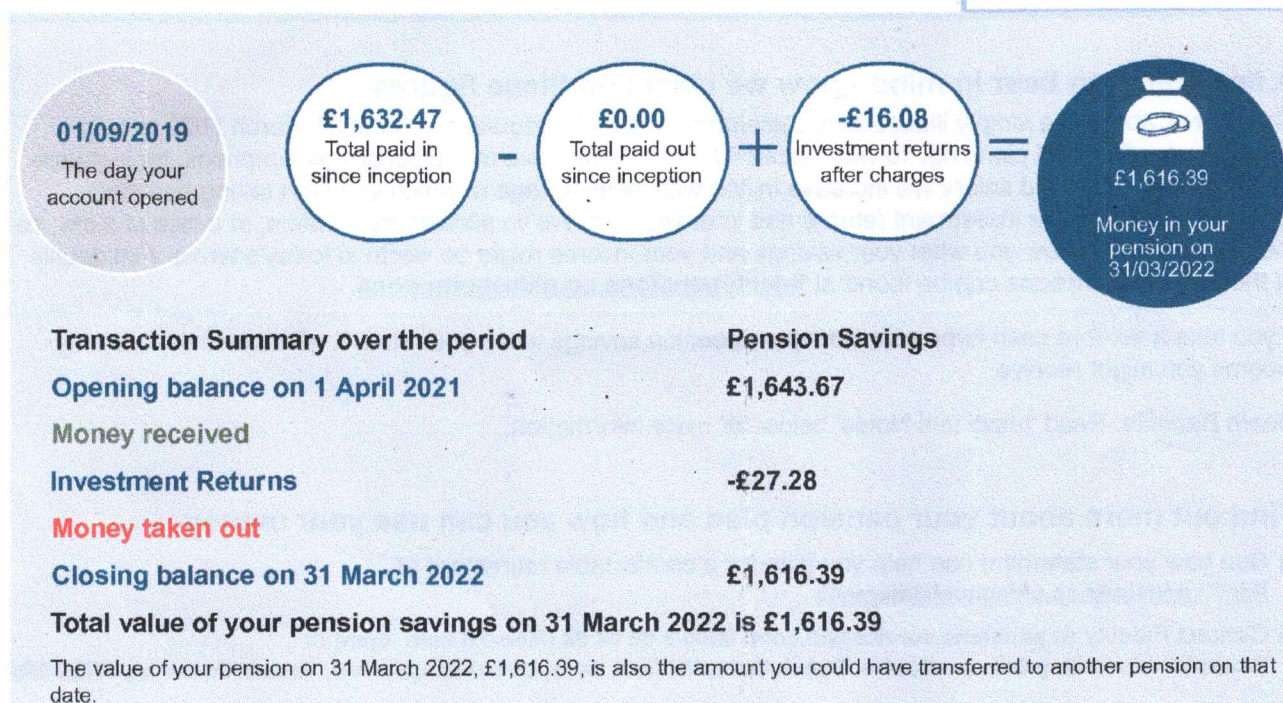 01/09/2019
The day your
account opened
£1,632.47
Total paid in
since inception
-
£0.00
Total paid out
since inception
+
-£16.08
Investment returns
after charges
=
£1,616.39
Money in your
pension on
31/03/2022
Transaction Summary over the period Pension Savings
Opening balance on 1 April 2021 £1,643.67
Money received
Investment Returns -£27.28
Money taken out
Closing balance on 31 March 2022 £1,616.39
Total value of your pension savings on 31 March 2022 is £1,616.39
The value of your pension on 31 March 2022, £1,616.39, is also the amount you could have transferred to another pension on that
date.